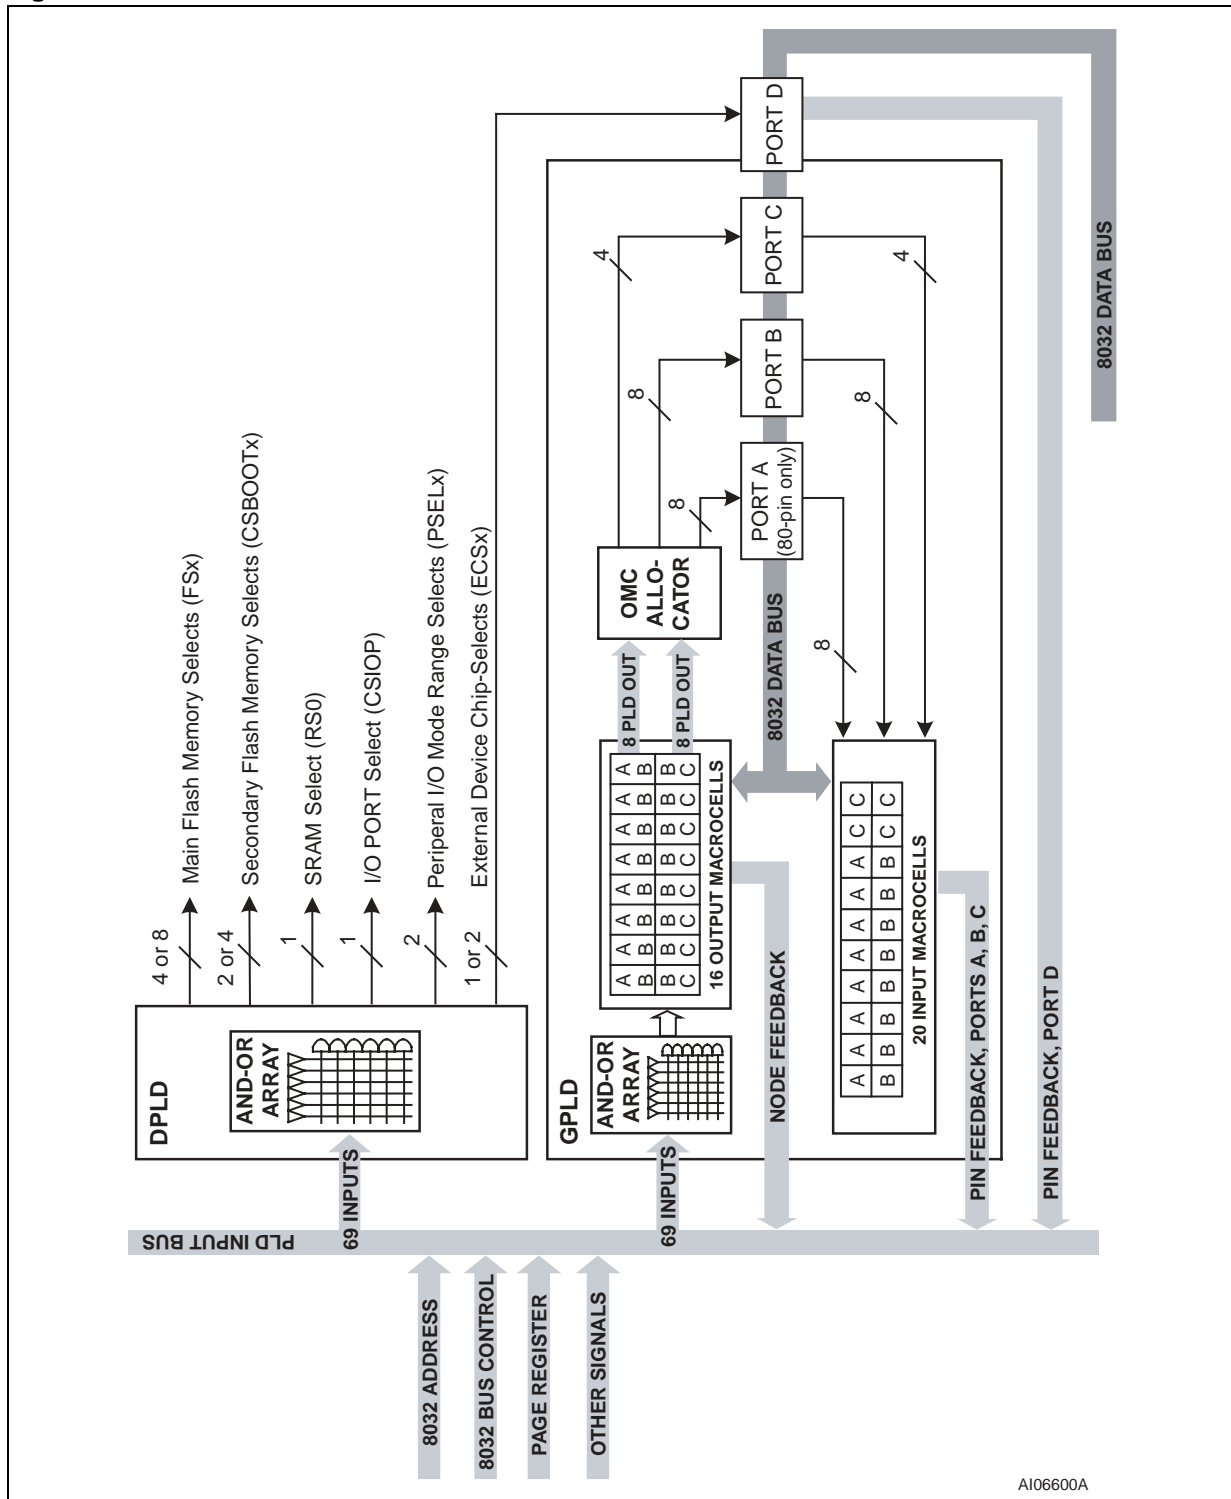 PLD INPUT BUS
8032 ADDRESS
8032 BUS CONTROL
PAGE REGISTER
OTHER SIGNALS
69 INPUTS
DPLD
AND-OR
ARRAY
4 or 8
Main Flash Memory Selects (FSx)
2 or 4
Secondary Flash Memory Selects (CSBOOTx)
1
SRAM Select (RS0)
1
I/O PORT Select (CSIOP)
2
Periperal I/O Mode Range Selects (PSELx)
1 or 2
External Device Chip-Selects (ECSx)
69 INPUTS
GPLD
AND-OR
ARRAY
A A A A A A A A
B B B B B B B B
B B B B B B B B
C C C C C C C C
16 OUTPUT MACROCELLS
8 PLD OUT
8 PLD OUT
OMC
ALLO-
CATOR
8
8
4
PORT A
(80-pin only)
PORT B
PORT C
PORT D
8032 DATA BUS
8
8
4
NODE FEEDBACK
A A A A A A A A C C
B B B B B B B B C C
20 INPUT MACROCELLS
PIN FEEDBACK, PORTS A, B, C
PIN FEEDBACK, PORT D
8032 DATA BUS
AI06600A